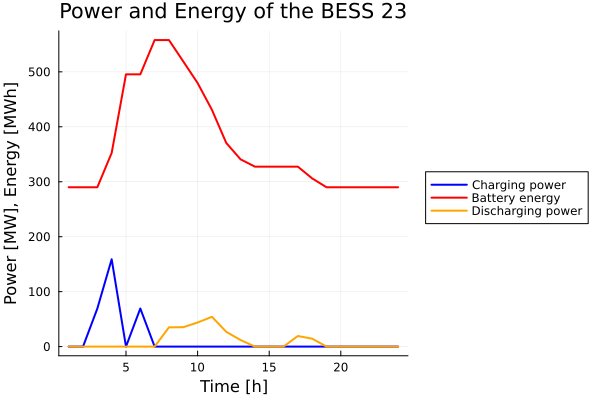 Power and Energy of the BESS 23
Power [MW], Energy [MWh]
500
400
300
200
100
0
5 10 15 20
Time [h]
Charging power
Battery energy
Discharging power